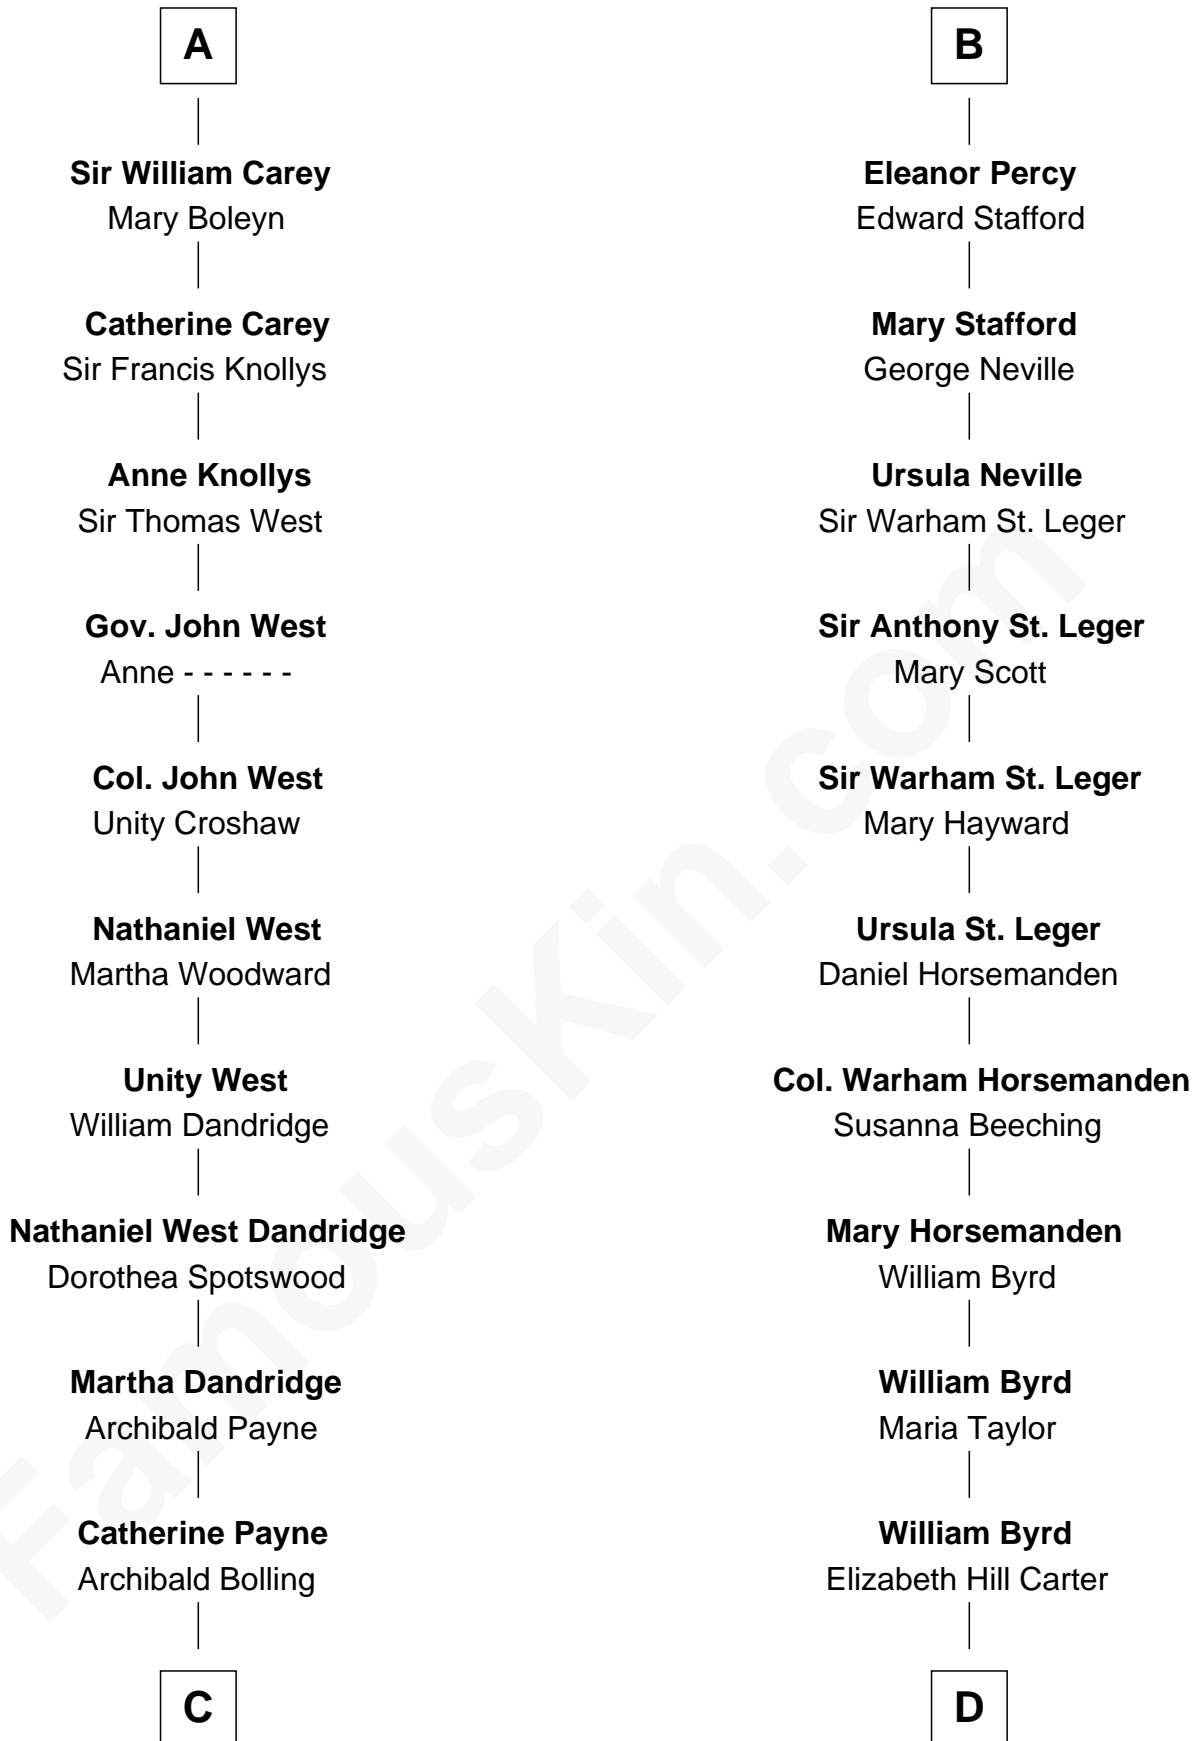 A
Sir William Carey
Mary Boleyn
Catherine Carey
Sir Francis Knollys
Anne Knollys
Sir Thomas West
Gov. John West
Anne - - - - - -
Col. John West
Unity Croshaw
Nathaniel West
Martha Woodward
Unity West
William Dandridge
Nathaniel West Dandridge
Dorothea Spotswood
Martha Dandridge
Archibald Payne
Catherine Payne
Archibald Bolling
C
B
Eleanor Percy
Edward Stafford
Mary Stafford
George Neville
Ursula Neville
Sir Warham St. Leger
Sir Anthony St. Leger
Mary Scott
Sir Warham St. Leger
Mary Hayward
Ursula St. Leger
Daniel Horsemanden
Col. Warham Horsemanden
Susanna Beeching
Mary Horsemanden
William Byrd
William Byrd
Maria Taylor
William Byrd
Elizabeth Hill Carter
D
FamousKin.com